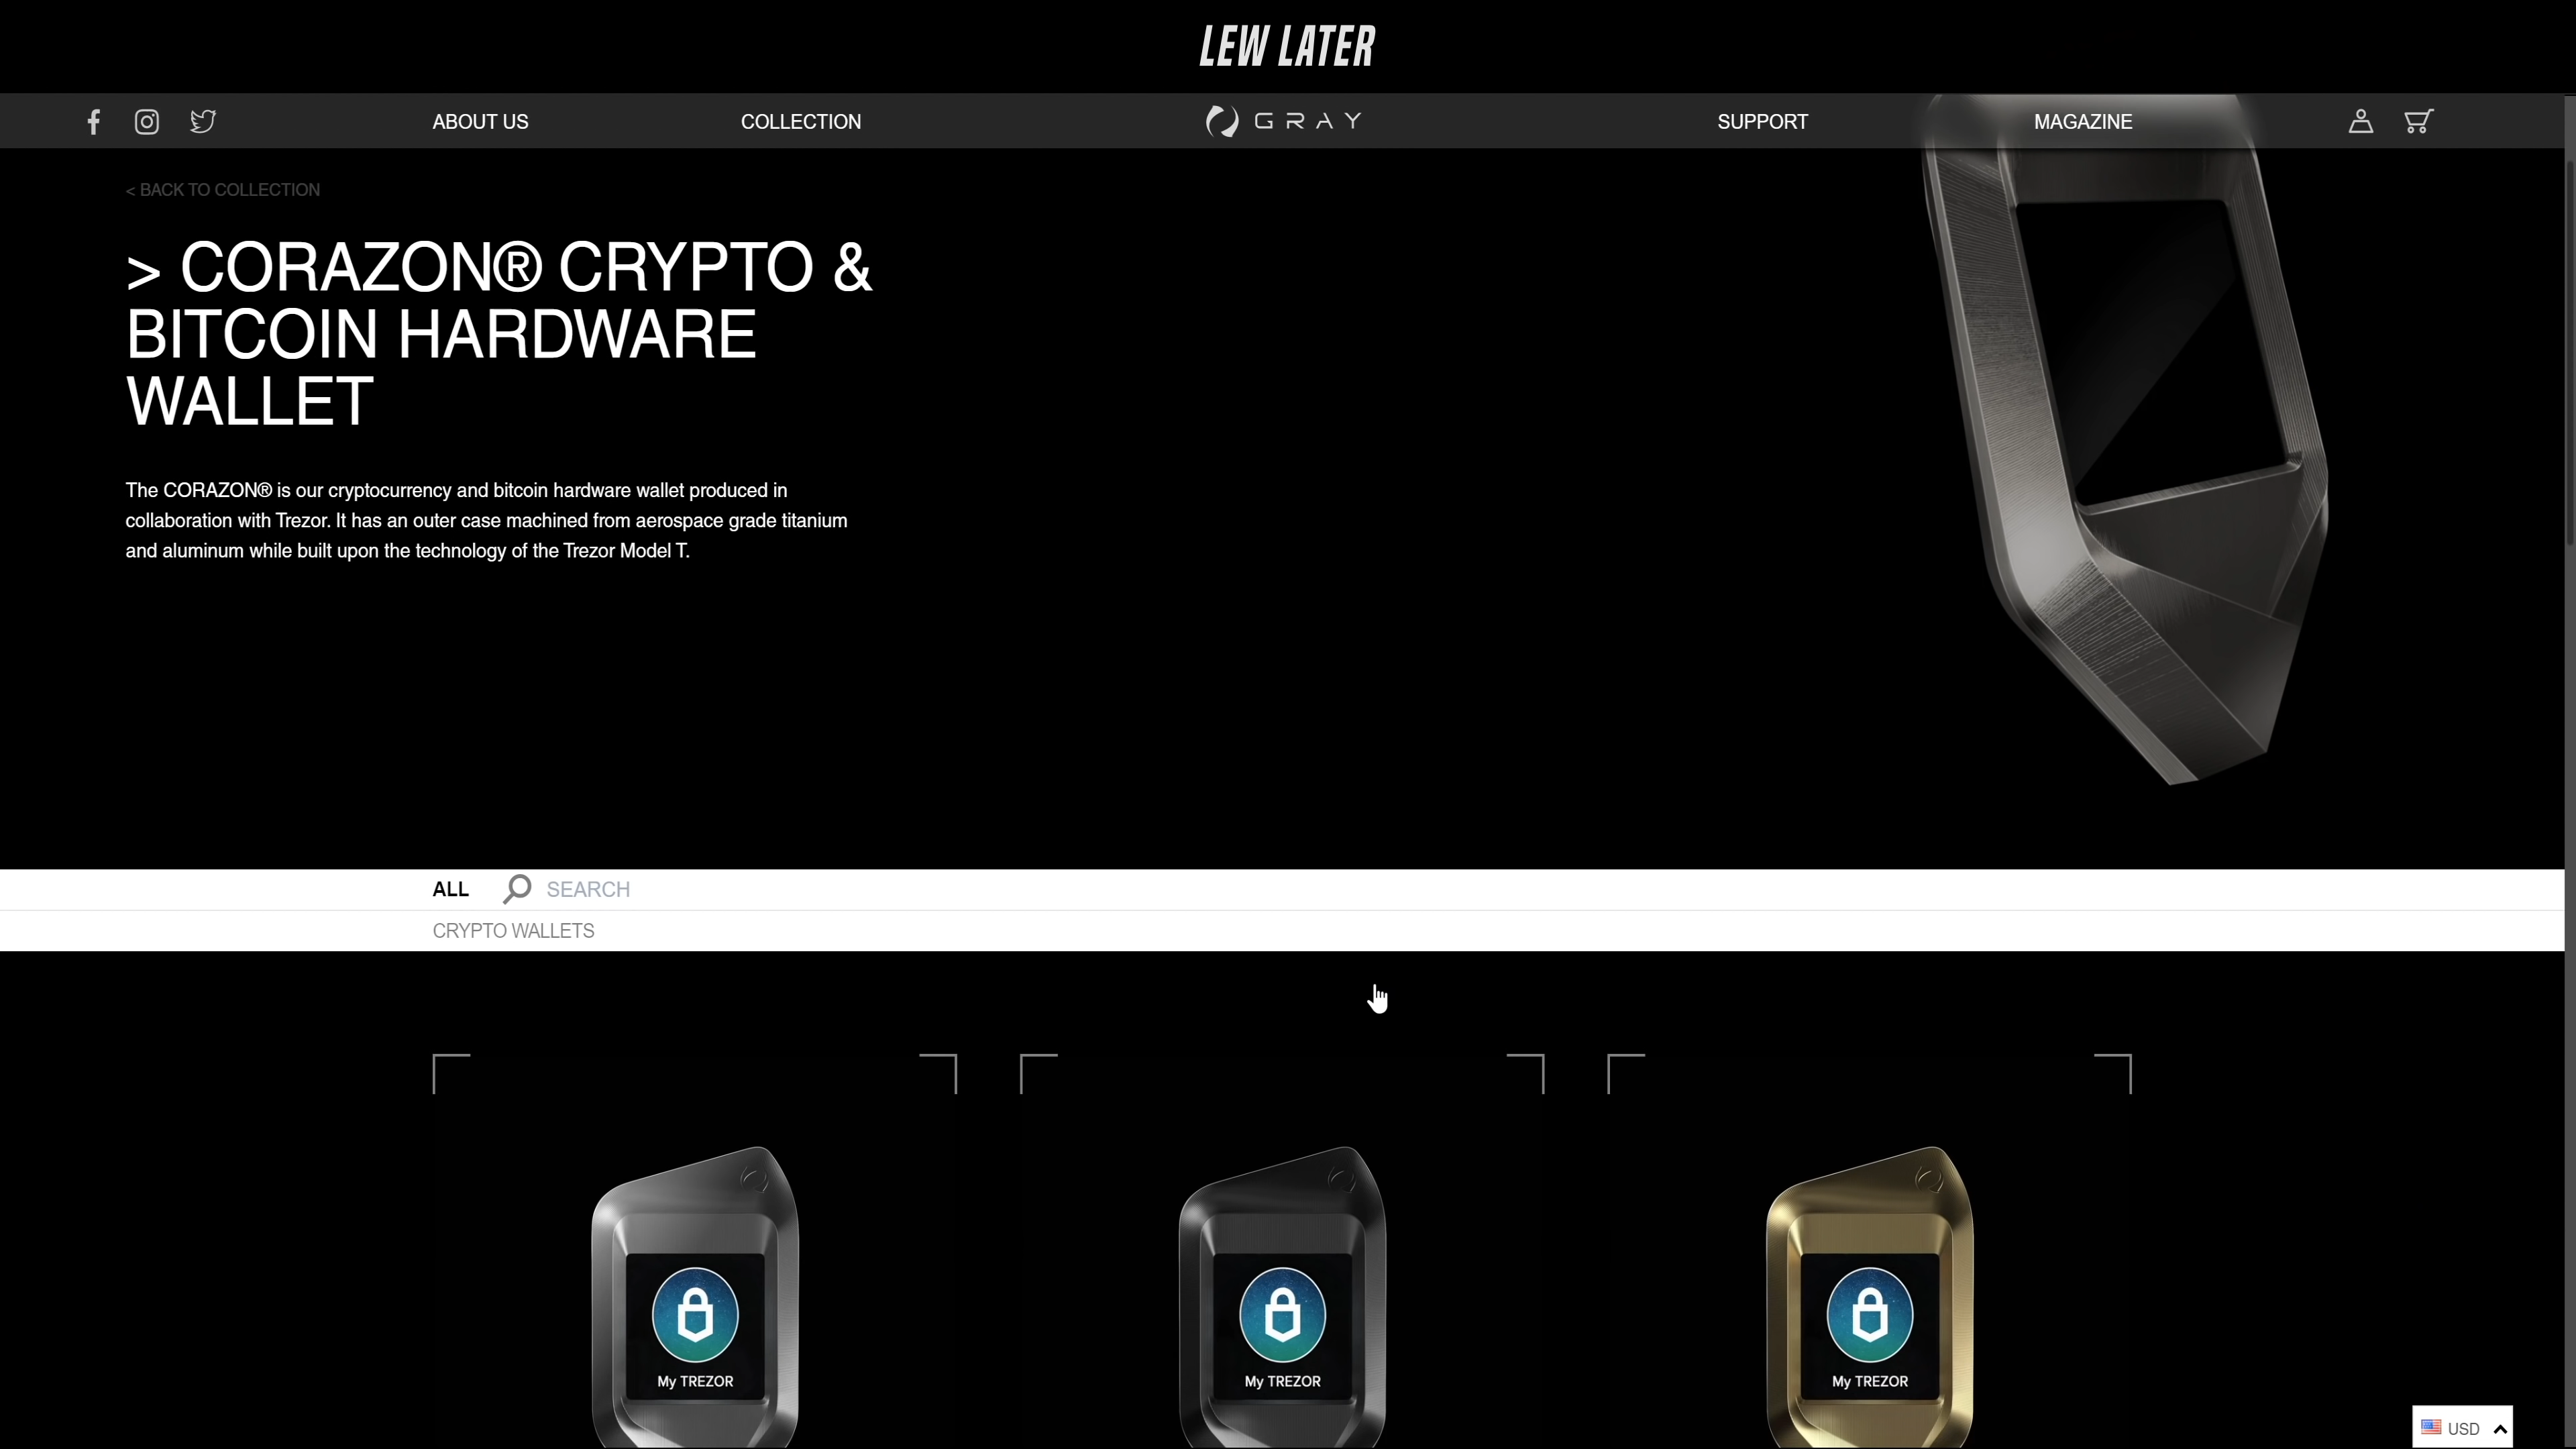 LEW LATER
ABOUT US
COLLECTION
GRAY
SUPPORT
MAGAZINE
< BACK TO COLLECTION
> CORAZON® CRYPTO &
BITCOIN HARDWARE
WALLET
The CORAZON® is our cryptocurrency and bitcoin hardware wallet produced in
collaboration with Trezor. It has an outer case machined from aerospace grade titanium
and aluminum while built upon the technology of the Trezor Model T.
ALL
SEARCH
CRYPTO WALLETS
My TREZOR
My TREZOR
My TREZOR
USD